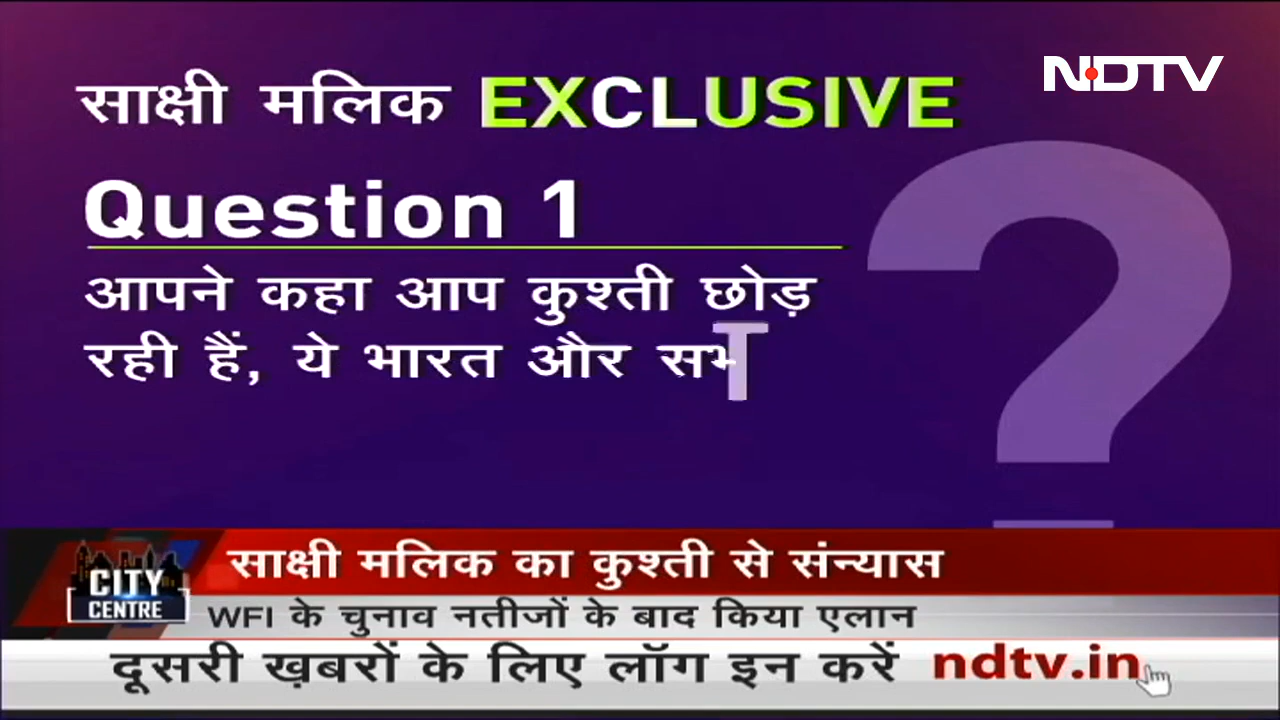 साक्षी मलिक EXCLUSIVE
NDTV
Question 1
आपने कहा आप कुश्ती छोड़
रही हैं, ये भारत और
साक्षी मलिक का कुश्ती से संन्यास
CITY
CENTRE
WFI के चुनाव नतीजों के बाद किया एलान
दूसरी ख़बरों के लिए लॉग इन करें ndtv.in